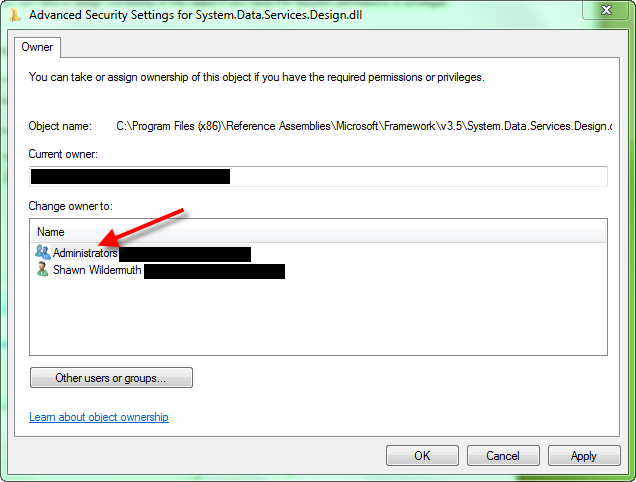 Advanced Security Settings for System.Data.Services.Design.dll
Owner
You can take or assign ownership of this object if you have the required permissions or privileges.
Object name: C:\Program Files (x86)\Reference Assemblies\Microsoft\Framework\v3.5\System.Data.Services.Design.d
Current owner:
Change owner to:
Name
Administrators
Shawn Wildermuth
Other users or groups...
Learn about object ownership
OK Cancel Apply